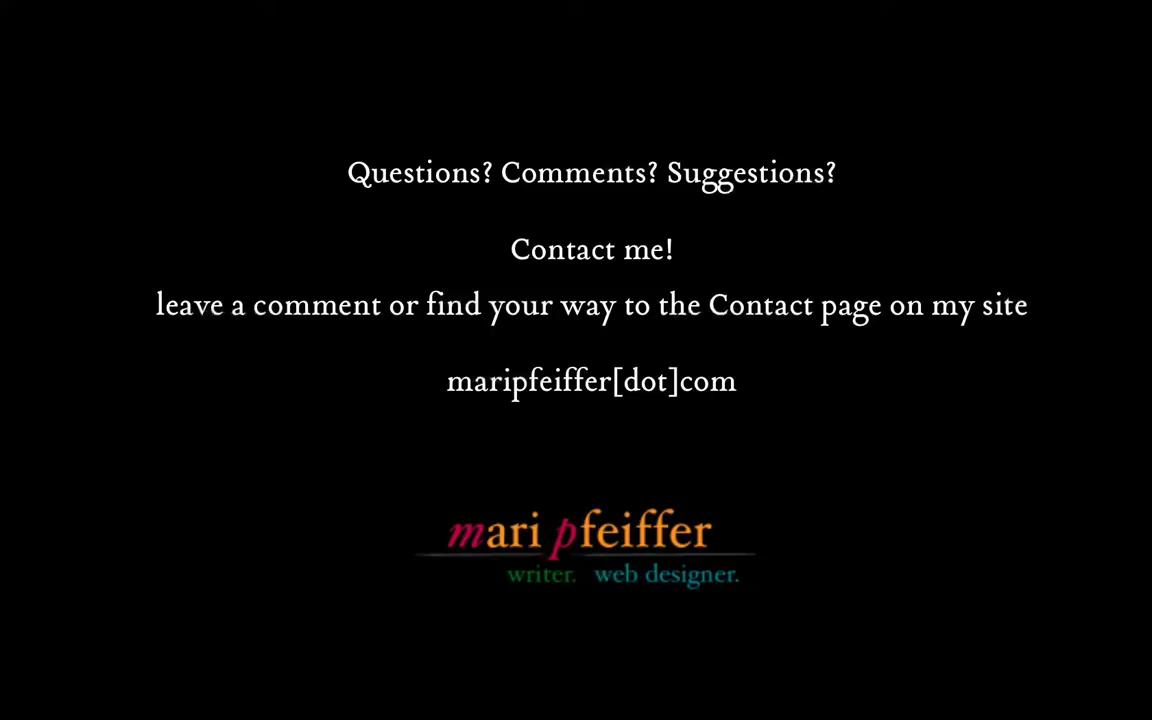 Questions? Comments? Suggestions?
Contact me!
leave a comment or find your way to the Contact page on my site
maripfeiffer[dot]com
mari pfeiffer
writer. web designer.